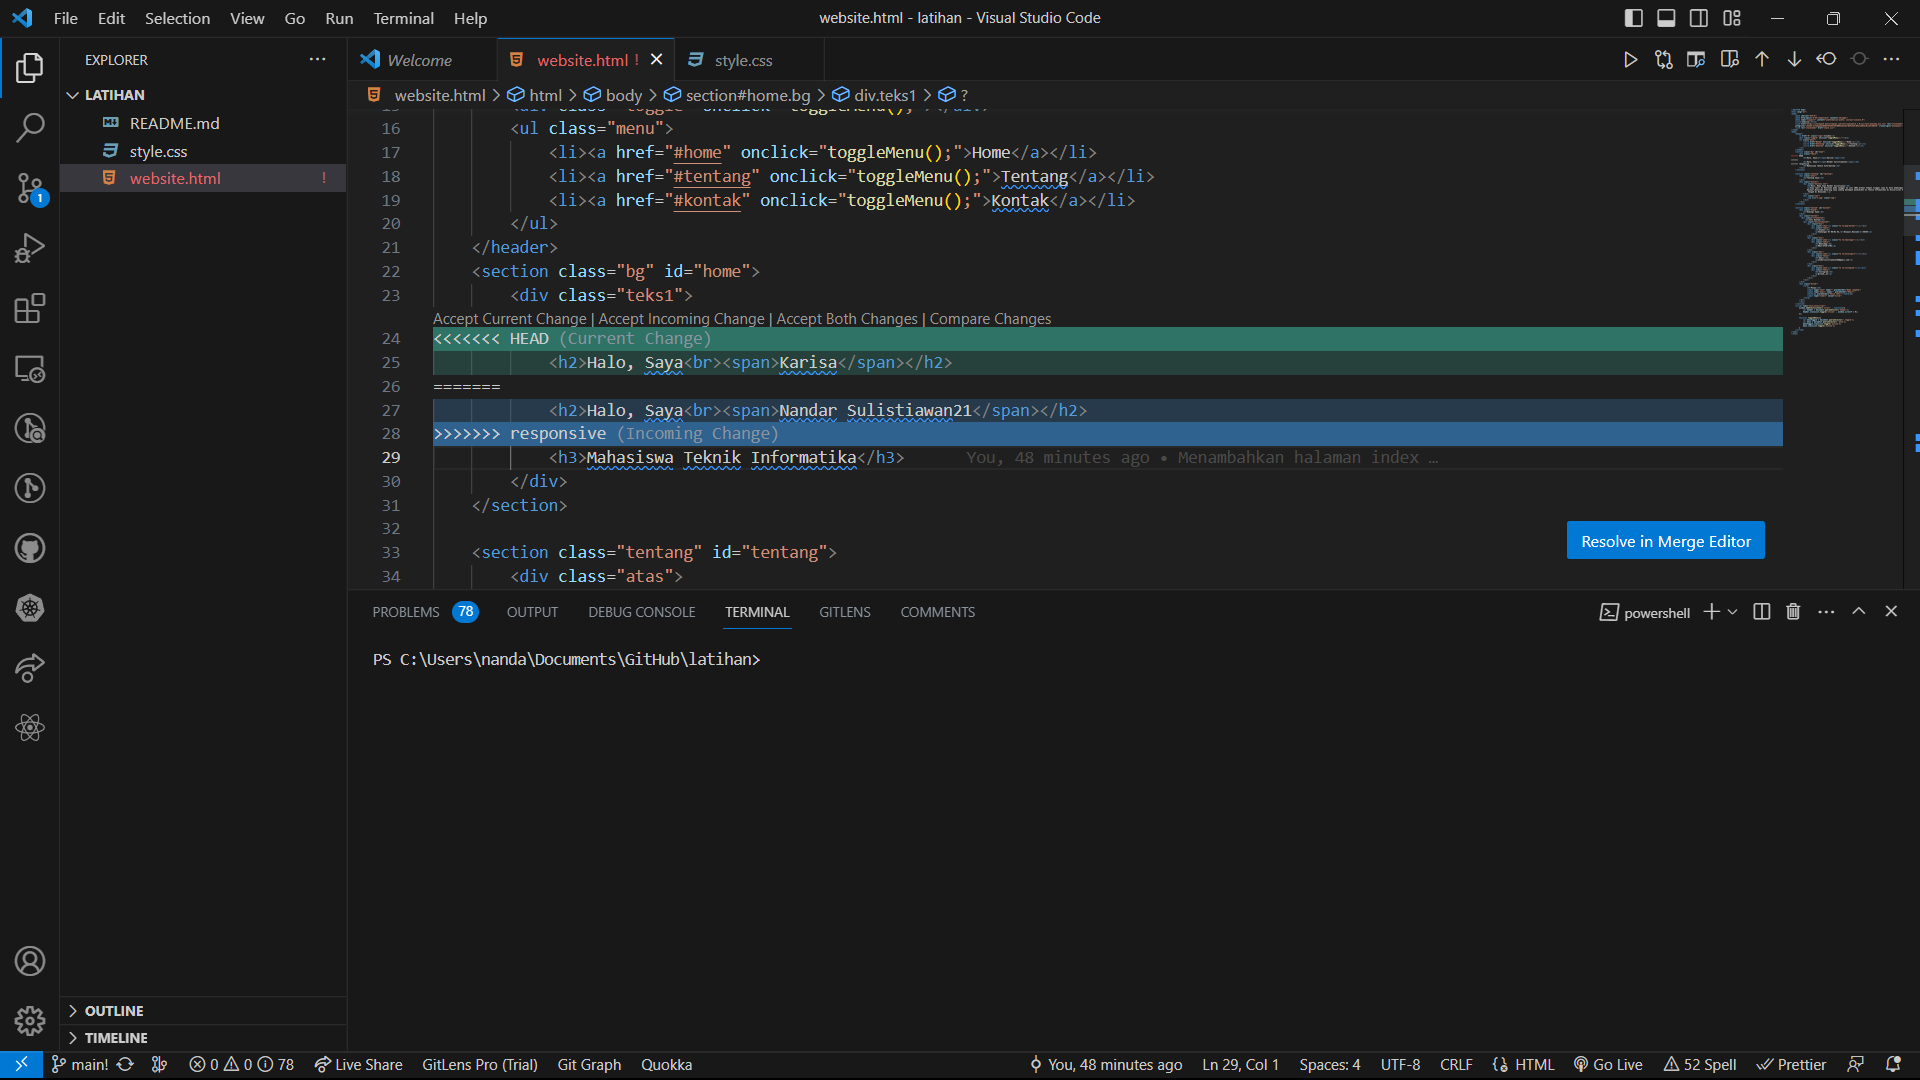 File Edit Selection View Go Run Terminal Help
website.html - latihan - Visual Studio Code
EXPLORER
LATIHAN
README.md
style.css
website.html !
1
Welcome
website.html !
style.css
website.html > html > body > section#home.bg > div.teks1 > ?
16 <ul class="menu">
17 <li><a href="#home" onclick="toggleMenu();">Home</a></li>
18 <li><a href="#tentang" onclick="toggleMenu();">Tentang</a></li>
19 <li><a href="#kontak" onclick="toggleMenu();">Kontak</a></li>
20 </ul>
21 </header>
22 <section class="bg" id="home">
23 <div class="teks1">
Accept Current Change | Accept Incoming Change | Accept Both Changes | Compare Changes
24 <<<<<<< HEAD (Current Change)
25 <h2>Halo, Saya<br><span>Karisa</span></h2>
26 =======
27 <h2>Halo, Saya<br><span>Nandar Sulistiawan21</span></h2>
28 >>>>>>> responsive (Incoming Change)
29 <h3>Mahasiswa Teknik Informatika</h3> You, 48 minutes ago • Menambahkan halaman index …
30 </div>
31 </section>
32
33 <section class="tentang" id="tentang">
34 <div class="atas">
Resolve in Merge Editor
PROBLEMS 78 OUTPUT DEBUG CONSOLE TERMINAL GITLENS COMMENTS
powershell
PS C:\Users\nanda\Documents\GitHub\latihan>
OUTLINE
TIMELINE
main! 0 0 78 Live Share GitLens Pro (Trial) Git Graph Quokka
You, 48 minutes ago Ln 29, Col 1 Spaces: 4 UTF-8 CRLF HTML Go Live 52 Spell Prettier